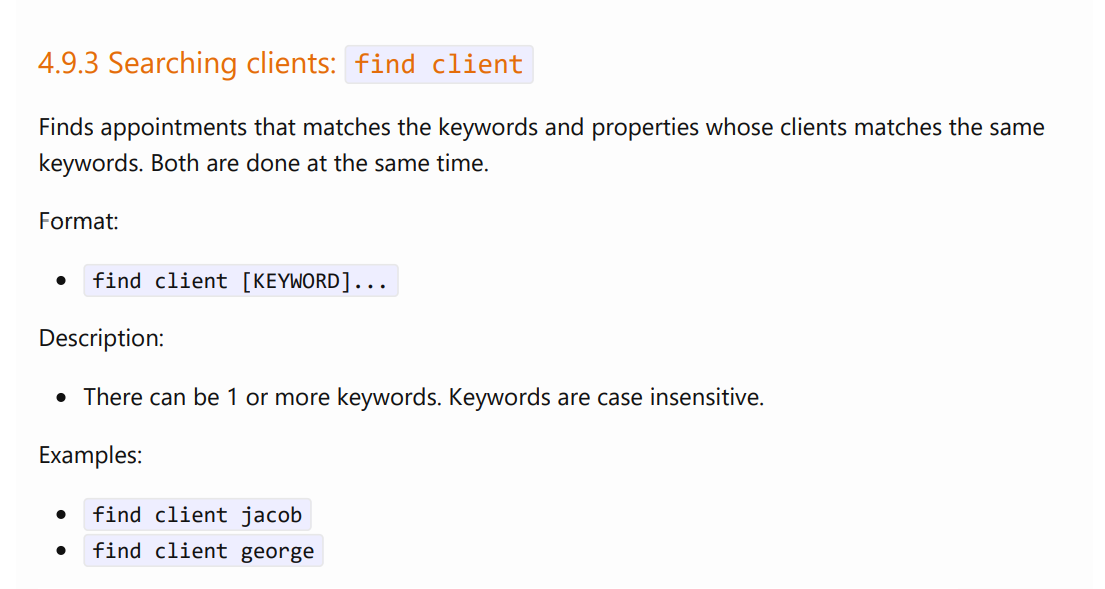 4.9.3 Searching clients: find client
Finds appointments that matches the keywords and properties whose clients matches the same
keywords. Both are done at the same time.
Format:
• find client [KEYWORD]...
Description:
• There can be 1 or more keywords. Keywords are case insensitive.
Examples:
• find client jacob
• find client george